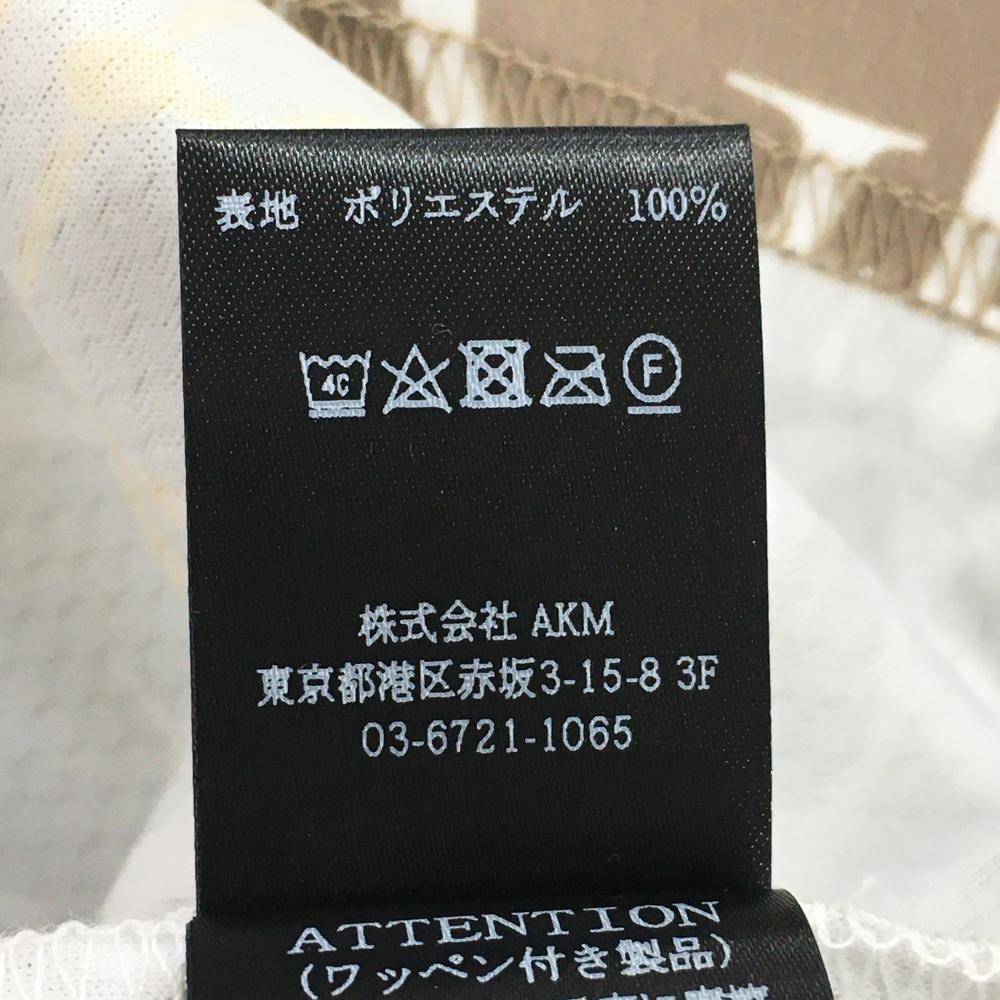 表地 ポリエステル 100%
40 F
株式会社 AKM
東京都港区赤坂3-15-8 3F
03-6721-1065
ATTENTION
(ワッペン付き製品)